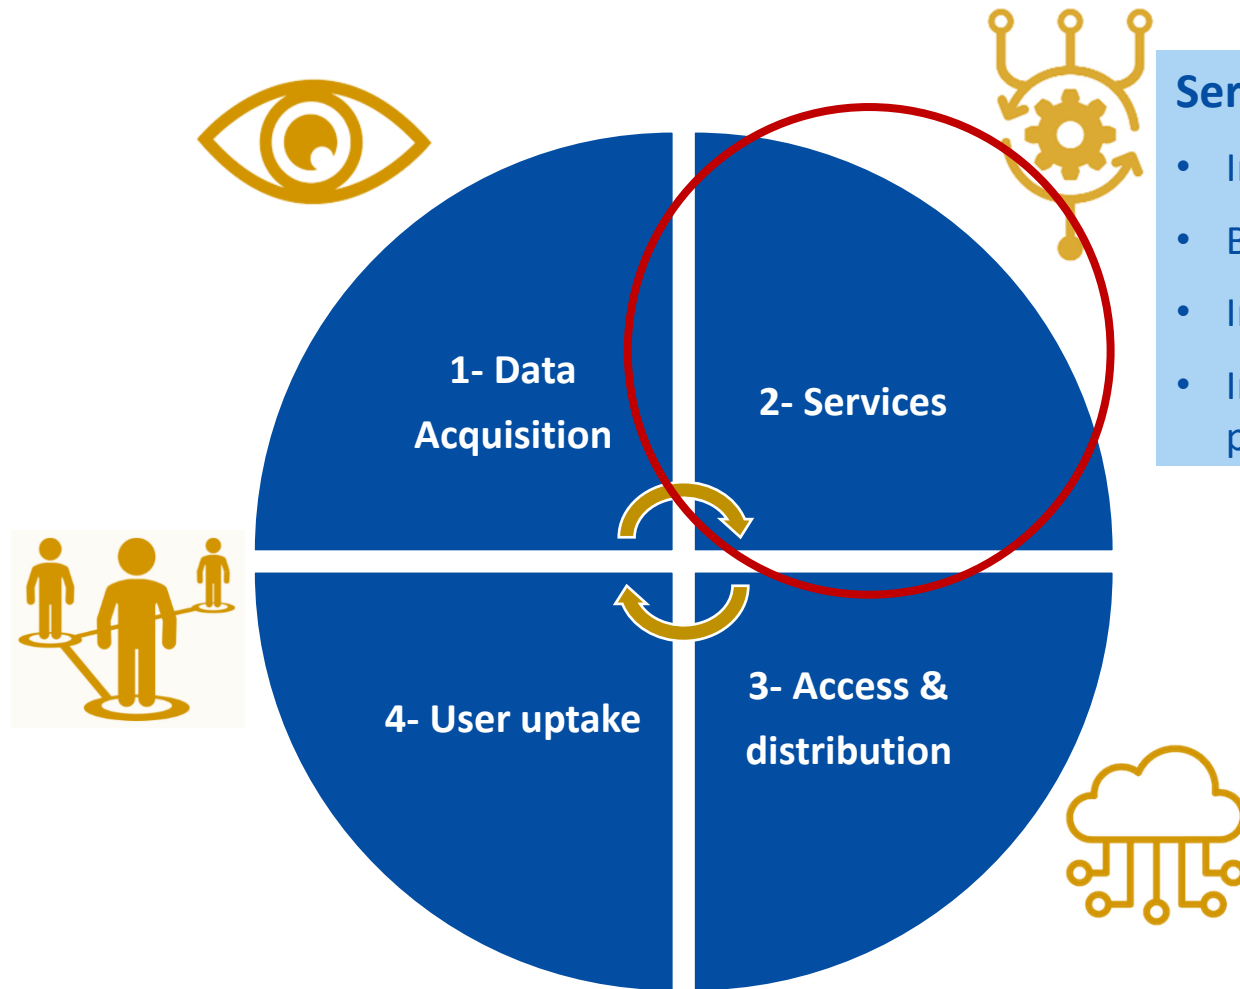 1- Data
Acquisition
2- Services
3- Access &
distribution
4- User uptake